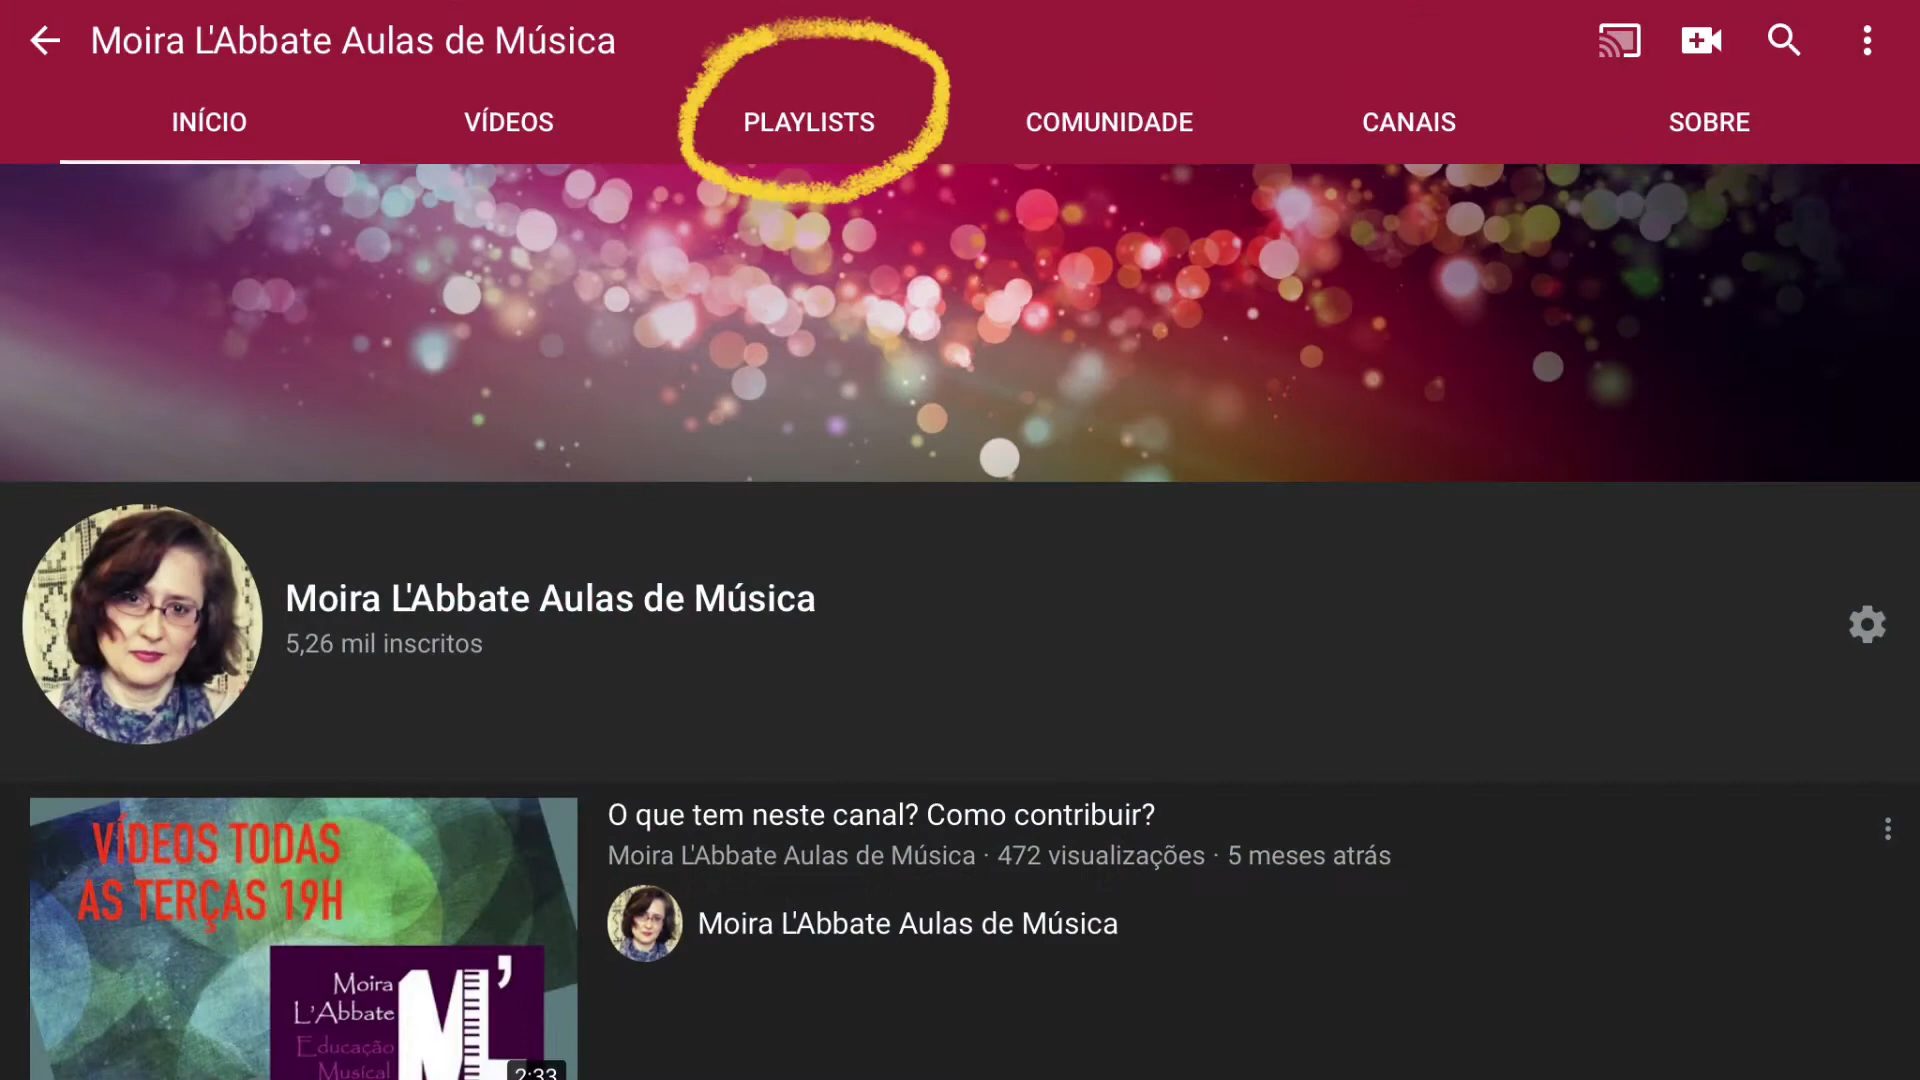 Moira L'Abbate Aulas de Música
INÍCIO
VÍDEOS
PLAYLISTS
COMUNIDADE
CANAIS
SOBRE
Moira L'Abbate Aulas de Música
5,26 mil inscritos
VÍDEOS TODAS
AS TERÇAS 19H
Moira
L'Abbate
Educação
Musical
ML'
2:33
O que tem neste canal? Como contribuir?
Moira L'Abbate Aulas de Música · 472 visualizações · 5 meses atrás
Moira L'Abbate Aulas de Música